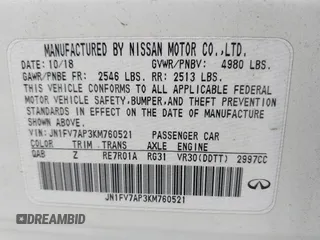 MANUFACTURED BY NISSAN MOTOR CO.,LTD.
DATE: 10/18 GVWR/PNBV: 4980 LBS.
GAWR/PNBE FR: 2546 LBS. RR: 2513 LBS.
THIS VEHICLE CONFORMS TO ALL APPLICABLE
FEDERAL SAFETY,BUMPER,AND THEFT PREVENTION
STANDARDS IN EFFECT ON THE DATE OF
MANUFACTURE SHOWN ABOVE.
VIN: JN1FV7AP3KM760521 PASSENGER CAR
COLOR TRIM TRANS AXLE ENGINE
QAB Z RE7R01A RG31 VR30(DDTT) 2997CC
JN1FV7AP3KM760521
DREAMBID